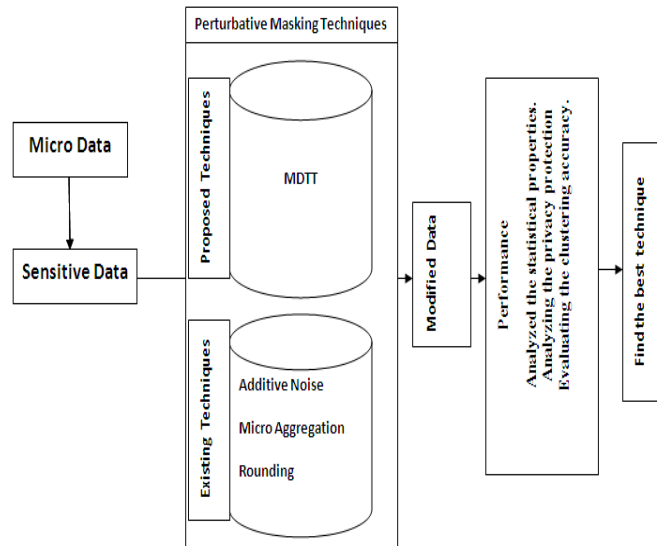 Perturbative Masking Techniques
Micro Data
Sensitive Data
Proposed Techniques
MDTT
Existing Techniques
Additive Noise
Micro Aggregation
Rounding
Modified Data
Performance
Analyzed the statistical properties.
Analyzing the privacy protection
Evaluating the clustering accuracy.
Find the best technique